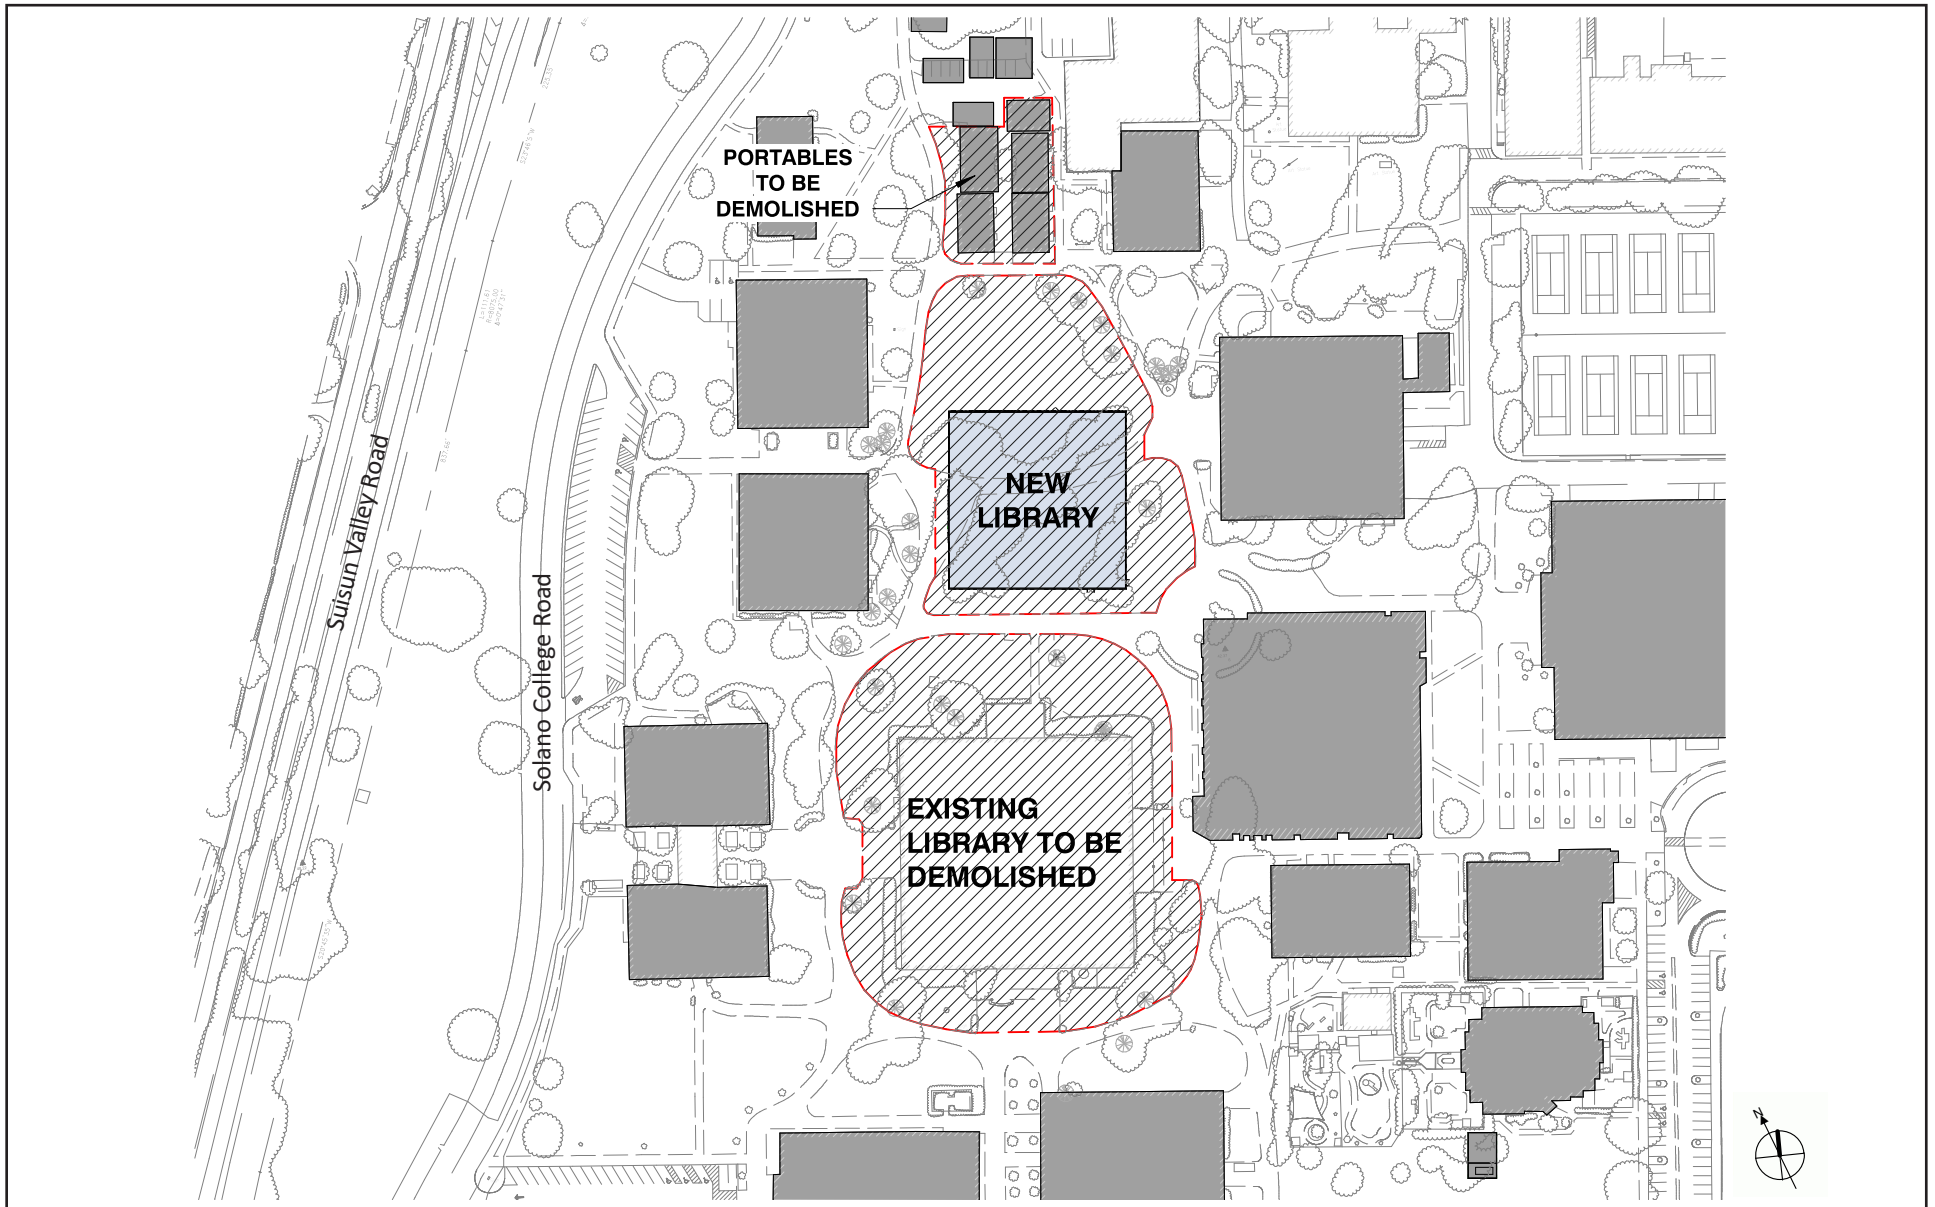 PORTABLES
TO BE
DEMOLISHED
NEW
LIBRARY
Suisun Valley Road
Solano College Road
EXISTING
LIBRARY TO BE
DEMOLISHED
N